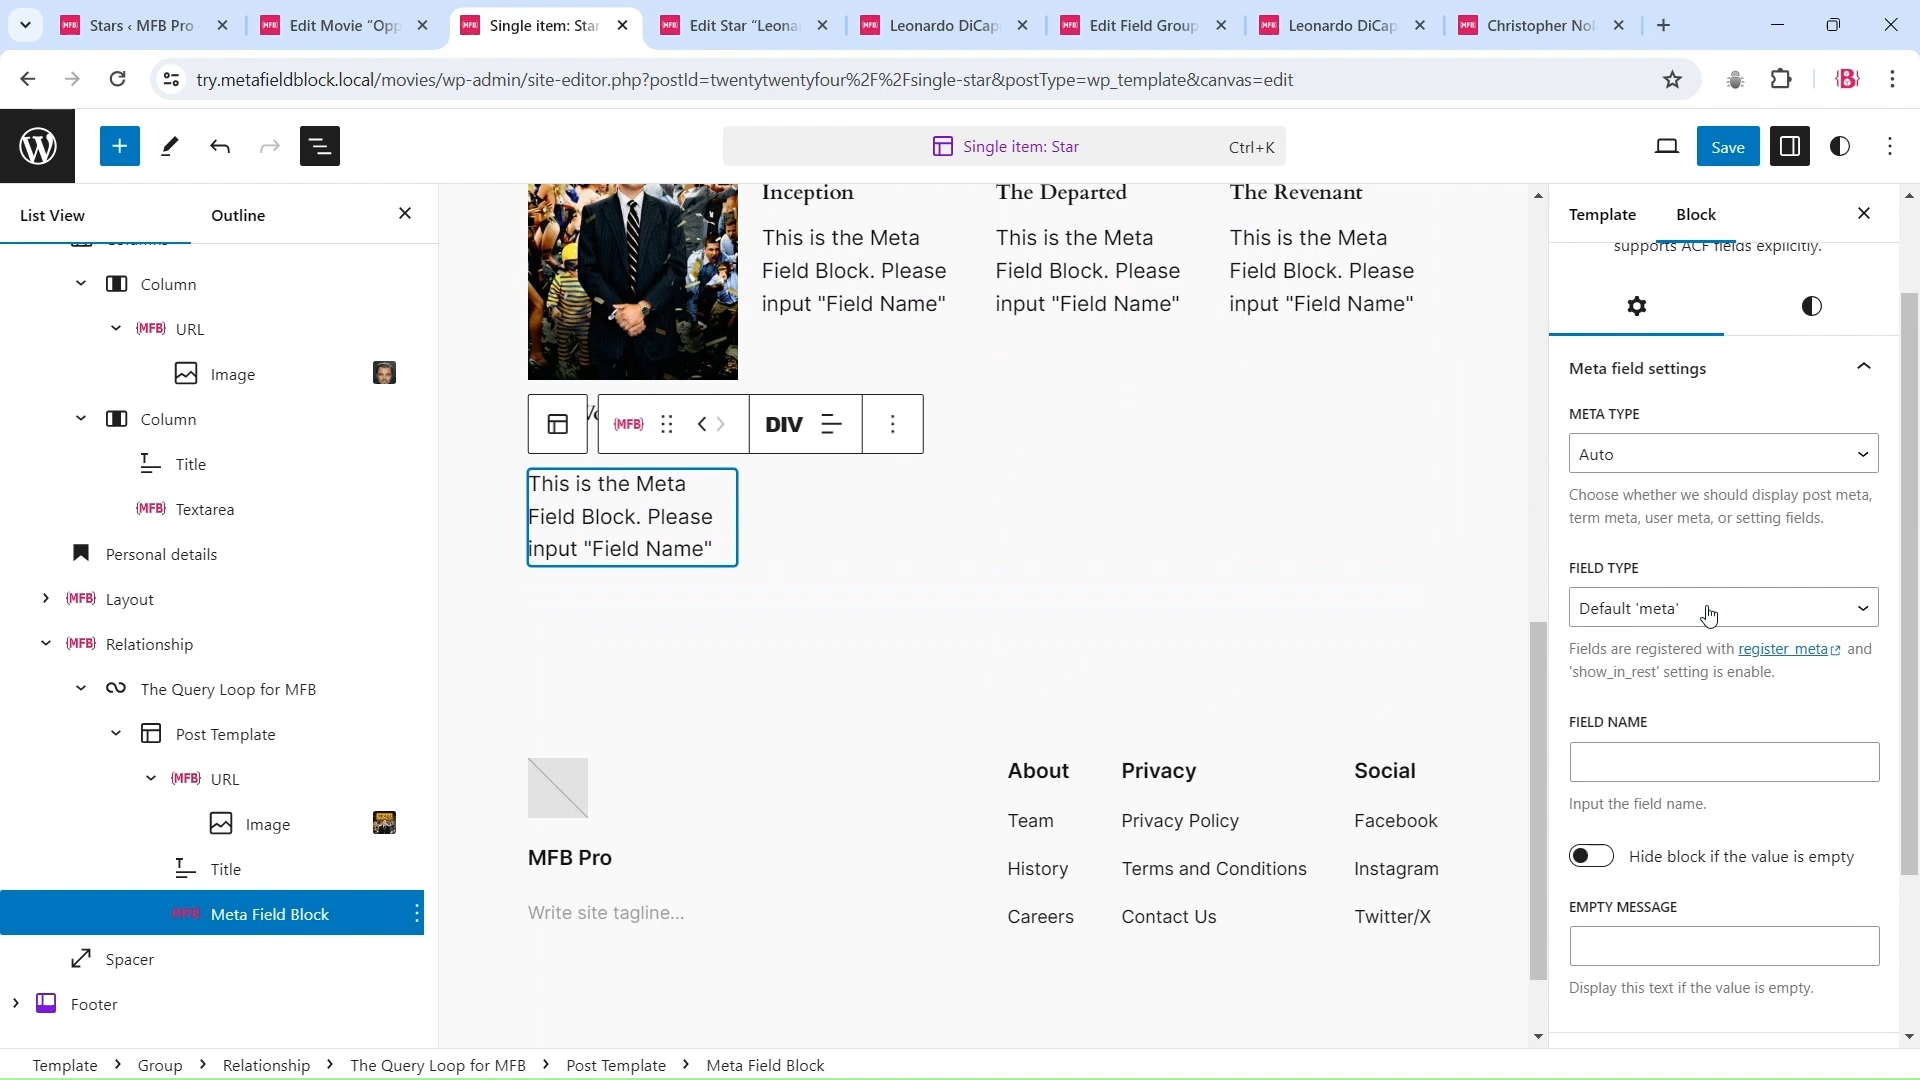 Stars ‹ MFB Pro
Edit Movie “Opp
Single item: Star
Edit Star “Leona
Leonardo DiCap
Edit Field Group
Leonardo DiCap
Christopher Nol
try.metafieldblock.local/movies/wp-admin/site-editor.php?postId=twentytwentyfour%2F%2Fsingle-star&postType=wp_template&canvas=edit
Single item: Star
Ctrl+K
Save
List View
Outline
Column
URL
Image
Column
Title
Textarea
Personal details
Layout
Relationship
The Query Loop for MFB
Post Template
URL
Image
Title
Meta Field Block
Spacer
Footer
Inception
The Departed
The Revenant
This is the Meta
Field Block. Please
input "Field Name"
This is the Meta
Field Block. Please
input "Field Name"
This is the Meta
Field Block. Please
input "Field Name"
{MFB}
DIV
This is the Meta
Field Block. Please
input "Field Name"
MFB Pro
Write site tagline...
About
Team
History
Careers
Privacy
Privacy Policy
Terms and Conditions
Contact Us
Social
Facebook
Instagram
Twitter/X
Template
Block
supports ACF fields explicitly.
Meta field settings
META TYPE
Auto
Choose whether we should display post meta,
term meta, user meta, or setting fields.
FIELD TYPE
Default 'meta'
Fields are registered with register_meta and
'show_in_rest' setting is enable.
FIELD NAME
Input the field name.
Hide block if the value is empty
EMPTY MESSAGE
Display this text if the value is empty.
Template › Group › Relationship › The Query Loop for MFB › Post Template › Meta Field Block